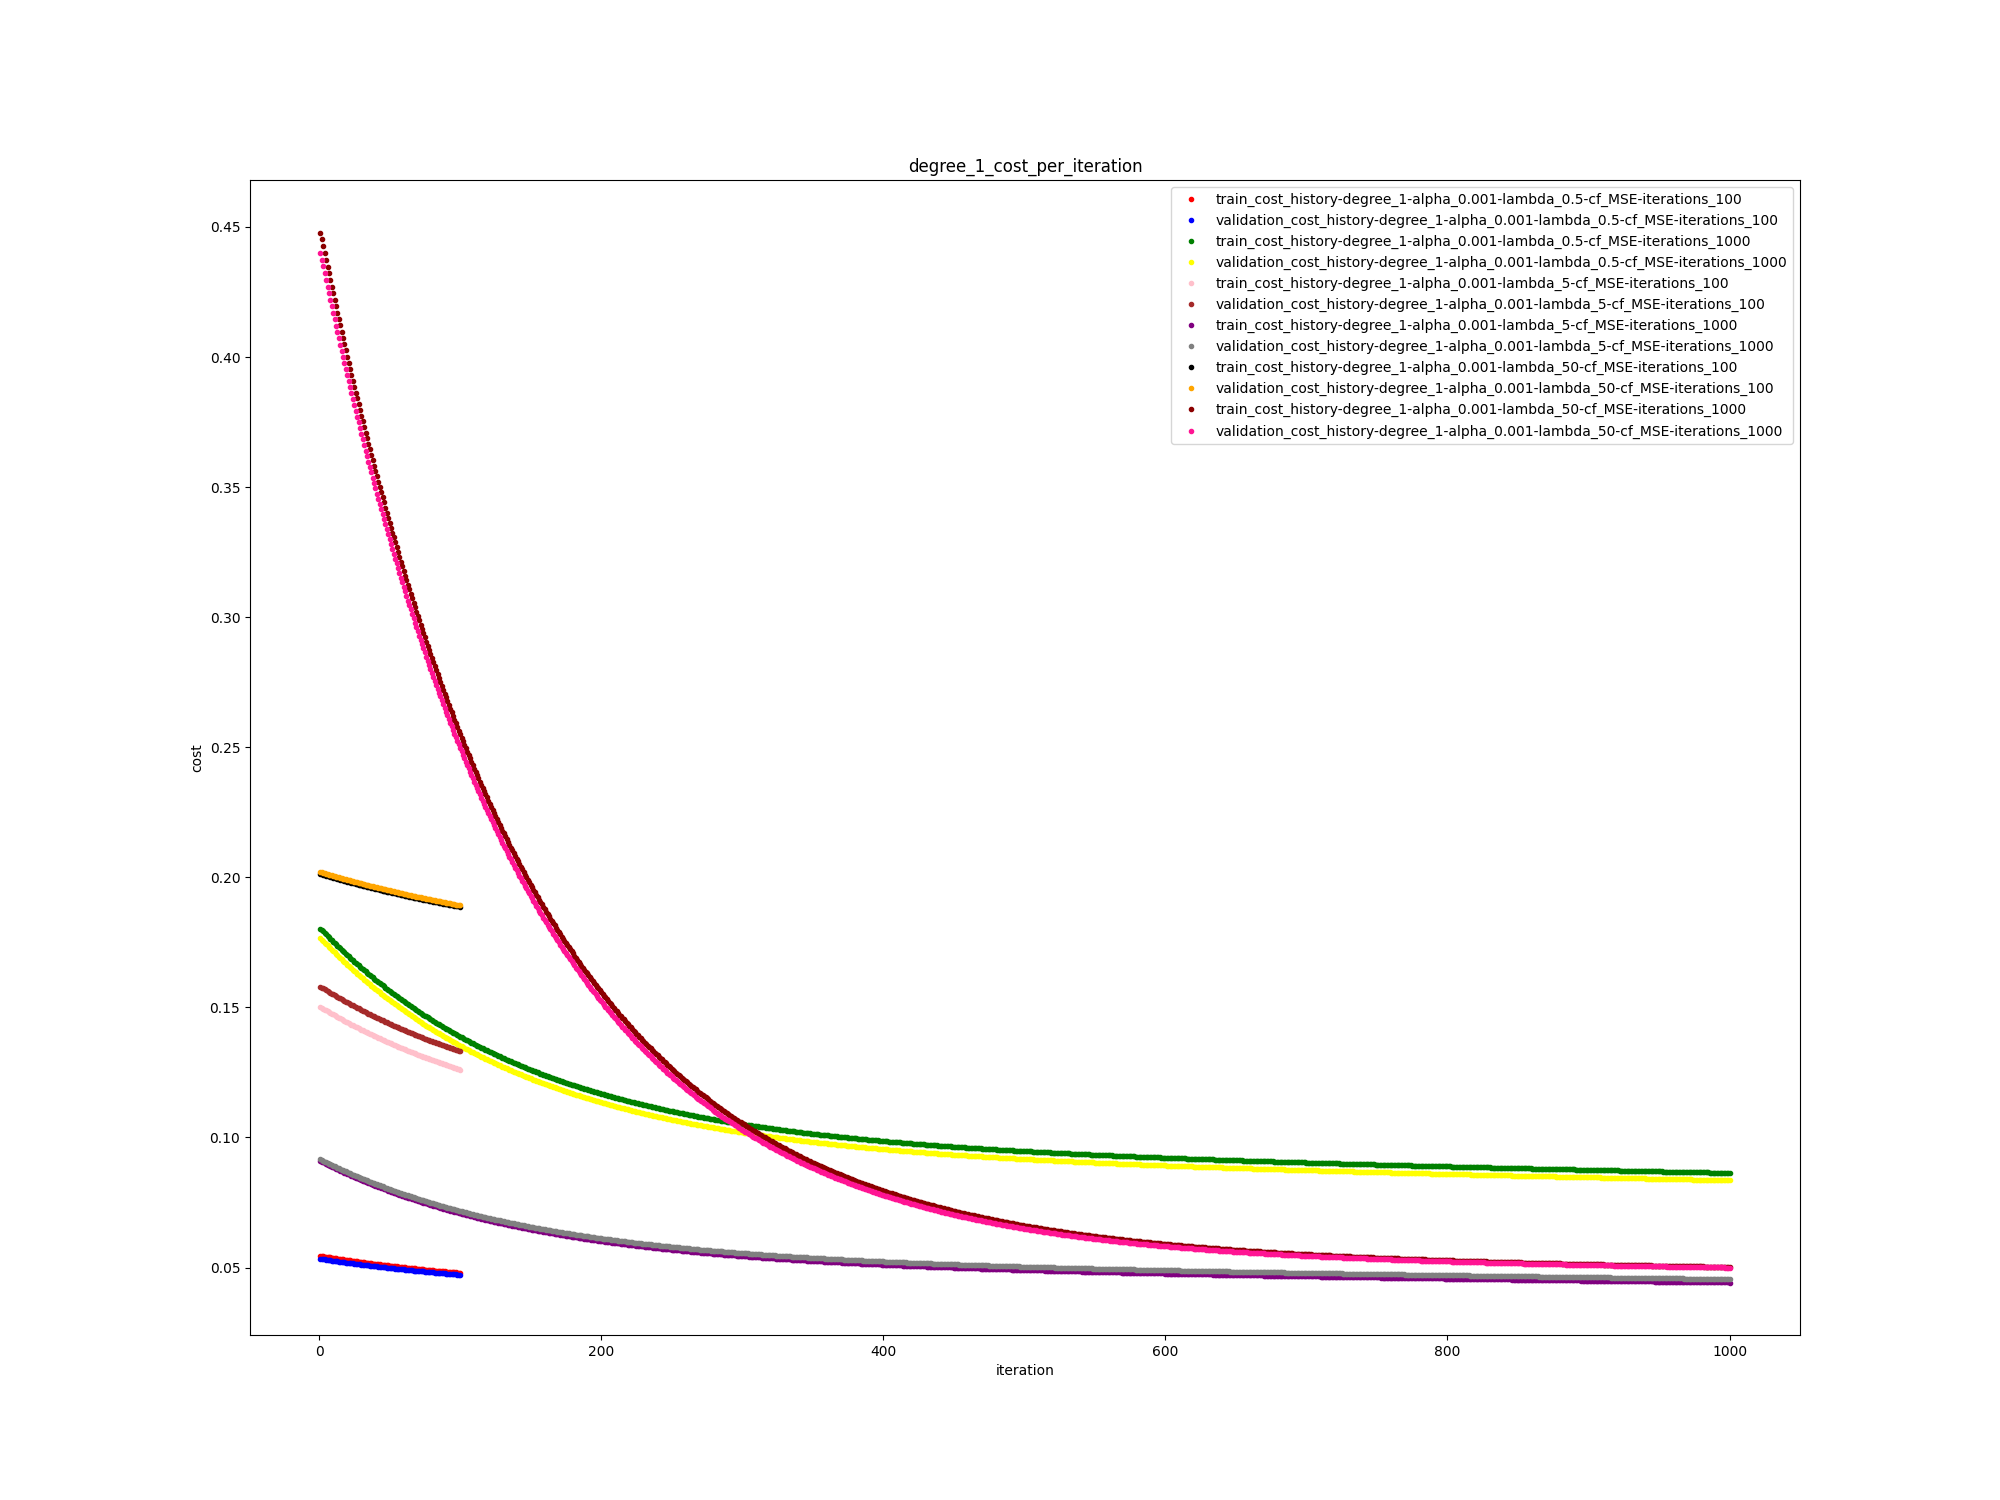 degree_1_cost_per_iteration
train_cost_history-degree_1-alpha_0.001-lambda_0.5-cf_MSE-iterations_100
validation_cost_history-degree_1-alpha_0.001-lambda_0.5-cf_MSE-iterations_100
train_cost_history-degree_1-alpha_0.001-lambda_0.5-cf_MSE-iterations_1000
validation_cost_history-degree_1-alpha_0.001-lambda_0.5-cf_MSE-iterations_1000
train_cost_history-degree_1-alpha_0.001-lambda_5-cf_MSE-iterations_100
validation_cost_history-degree_1-alpha_0.001-lambda_5-cf_MSE-iterations_100
train_cost_history-degree_1-alpha_0.001-lambda_5-cf_MSE-iterations_1000
validation_cost_history-degree_1-alpha_0.001-lambda_5-cf_MSE-iterations_1000
train_cost_history-degree_1-alpha_0.001-lambda_50-cf_MSE-iterations_100
validation_cost_history-degree_1-alpha_0.001-lambda_50-cf_MSE-iterations_100
train_cost_history-degree_1-alpha_0.001-lambda_50-cf_MSE-iterations_1000
validation_cost_history-degree_1-alpha_0.001-lambda_50-cf_MSE-iterations_1000
0.45
0.40
0.35
0.30
0.25
0.20
0.15
0.10
0.05
cost
0 200 400 600 800 1000
iteration